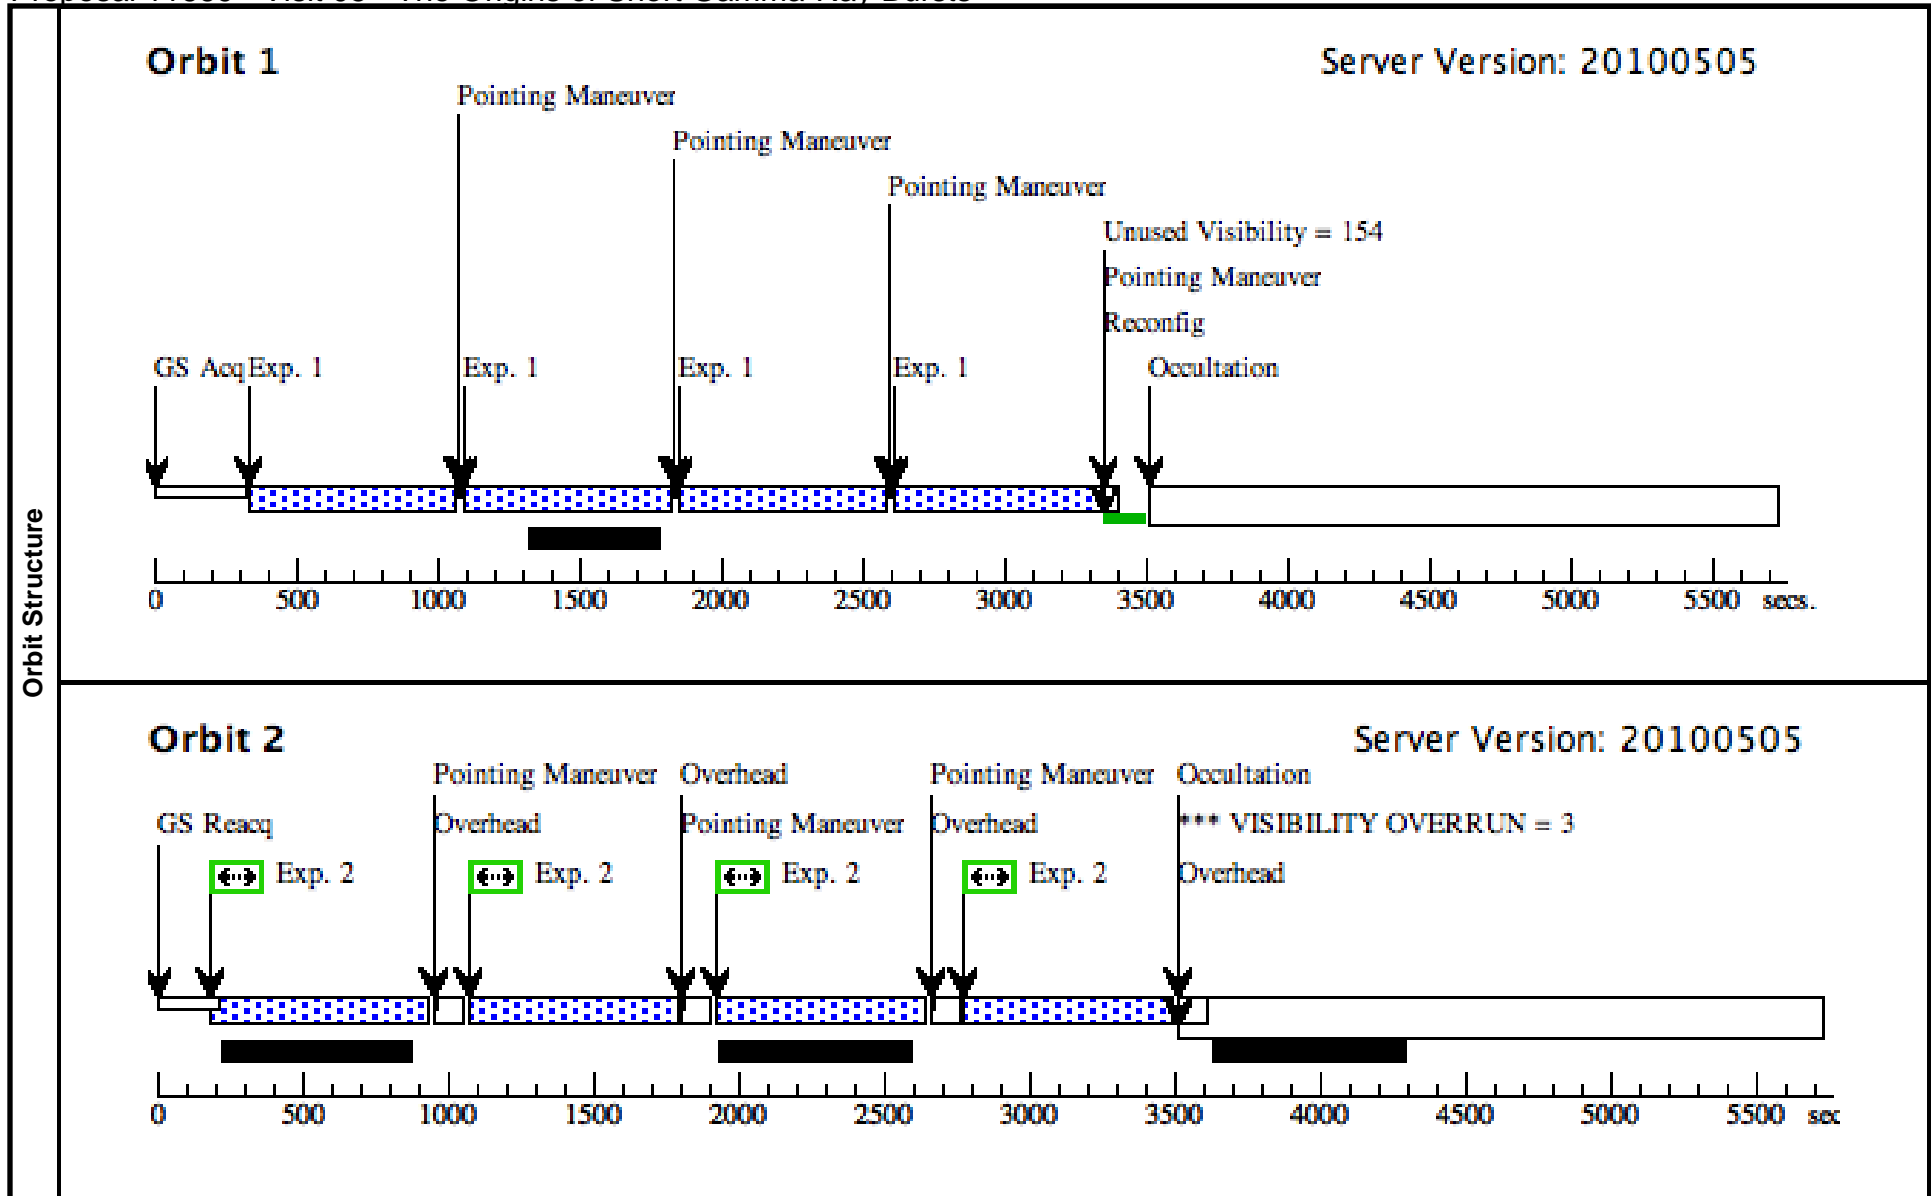 Orbit Structure
Orbit 1
Server Version: 20100505
Pointing Maneuver
Pointing Maneuver
Pointing Maneuver
Unused Visibility = 154
Pointing Maneuver
Reconfig
GS Acq Exp. 1 Exp. 1 Exp. 1 Exp. 1 Occultation
0 500 1000 1500 2000 2500 3000 3500 4000 4500 5000 5500 secs.
Orbit 2
Server Version: 20100505
Pointing Maneuver Overhead Pointing Maneuver Occultation
GS Reacq Overhead Pointing Maneuver Overhead *** VISIBILITY OVERRUN = 3
Exp. 2 Exp. 2 Exp. 2 Exp. 2 Overhead
0 500 1000 1500 2000 2500 3000 3500 4000 4500 5000 5500 sec